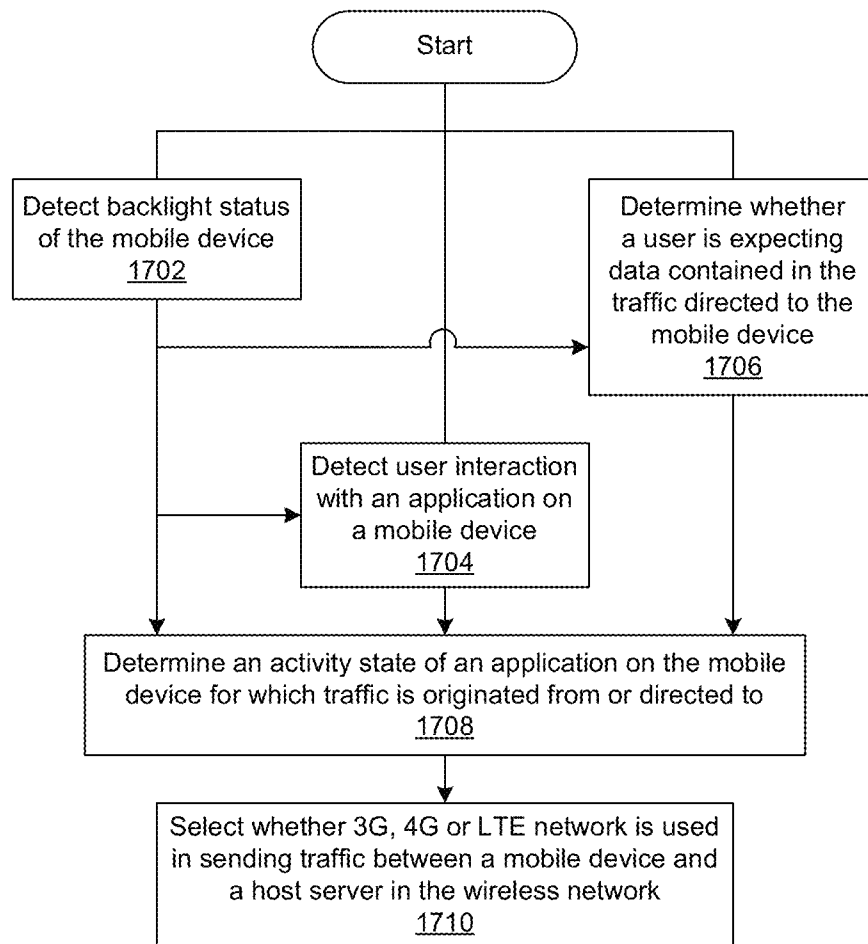 Start
Detect backlight status
of the mobile device
1702
Determine whether
a user is expecting
data contained in the
traffic directed to the
mobile device
1706
Detect user interaction
with an application on
a mobile device
1704
Determine an activity state of an application on the mobile
device for which traffic is originated from or directed to
1708
Select whether 3G, 4G or LTE network is used
in sending traffic between a mobile device and
a host server in the wireless network
1710